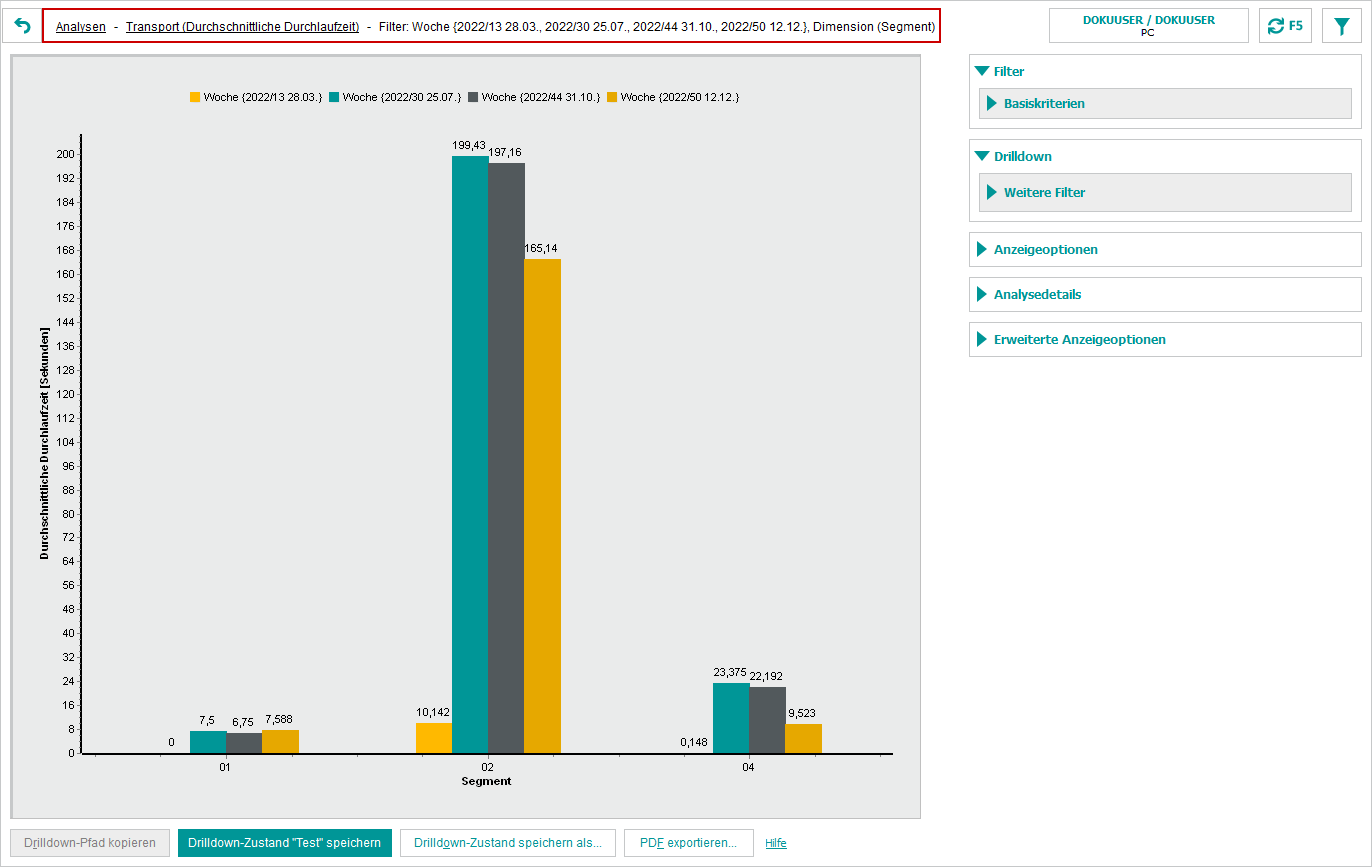 Analysen - Transport (Durchschnittliche Durchlaufzeit) - Filter: Woche {2022/13 28.03., 2022/30 25.07., 2022/44 31.10., 2022/50 12.12.}, Dimension (Segment)
DOKUUSER / DOKUUSER
PC
F5
Woche {2022/13 28.03.} Woche {2022/30 25.07.} Woche {2022/44 31.10.} Woche {2022/50 12.12.}
Durchschnittliche Durchlaufzeit [Sekunden]
200
192
184
176
168
160
152
144
136
128
120
112
104
96
88
80
72
64
56
48
40
32
24
16
8
0
0
7,5
6,75
7,588
10,142
199,43
197,16
165,14
0,148
23,375
22,192
9,523
01 02 04
Segment
Filter
Basiskriterien
Drilldown
Weitere Filter
Anzeigeoptionen
Analysedetails
Erweiterte Anzeigeoptionen
Drilldown-Pfad kopieren
Drilldown-Zustand "Test" speichern
Drilldown-Zustand speichern als...
PDF exportieren...
Hilfe